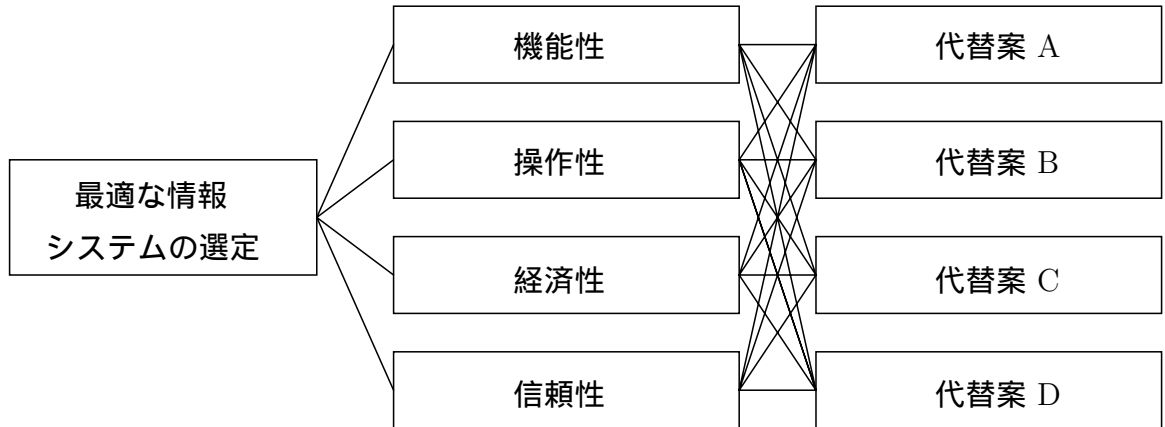 最適な情報
システムの選定
機能性
操作性
経済性
信頼性
代替案 A
代替案 B
代替案 C
代替案 D